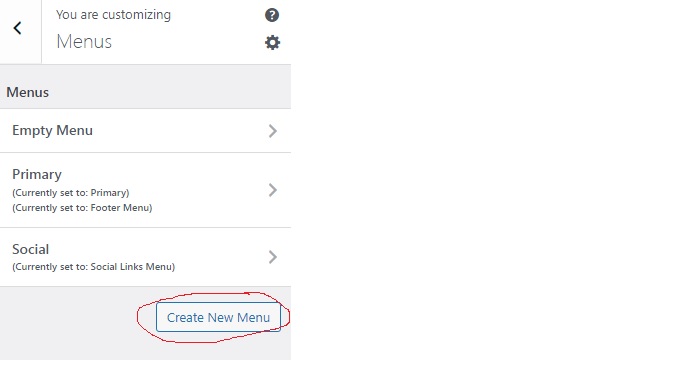 You are customizing
Menus
Menus
Empty Menu
Primary
(Currently set to: Primary)
(Currently set to: Footer Menu)
Social
(Currently set to: Social Links Menu)
Create New Menu